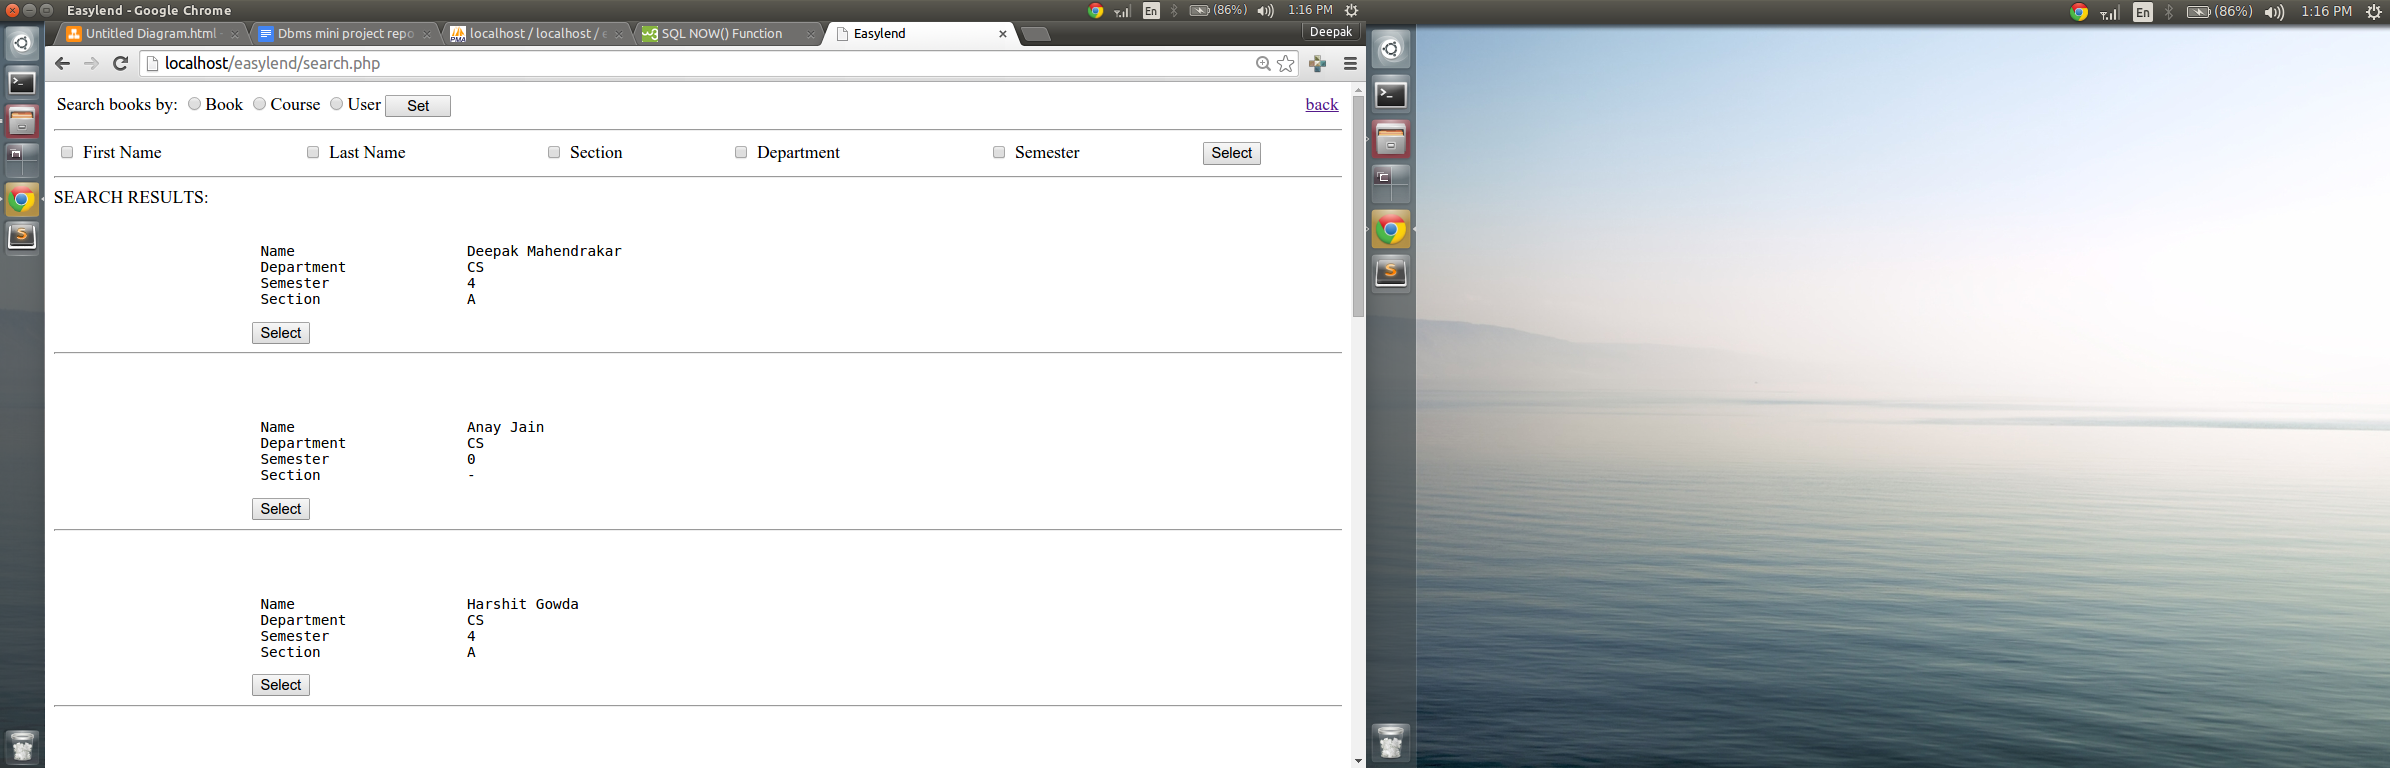 Easylend - Google Chrome
En (86%) 1:16 PM
En (86%) 1:16 PM
Untitled Diagram.html
Dbms mini project repo
localhost / localhost / e
SQL NOW() Function
Easylend
Deepak
localhost/easylend/search.php
Search books by: Book Course User Set back
First Name Last Name Section Department Semester Select
SEARCH RESULTS:
Name Deepak Mahendrakar
Department CS
Semester 4
Section A
Select
Name Anay Jain
Department CS
Semester 0
Section -
Select
Name Harshit Gowda
Department CS
Semester 4
Section A
Select